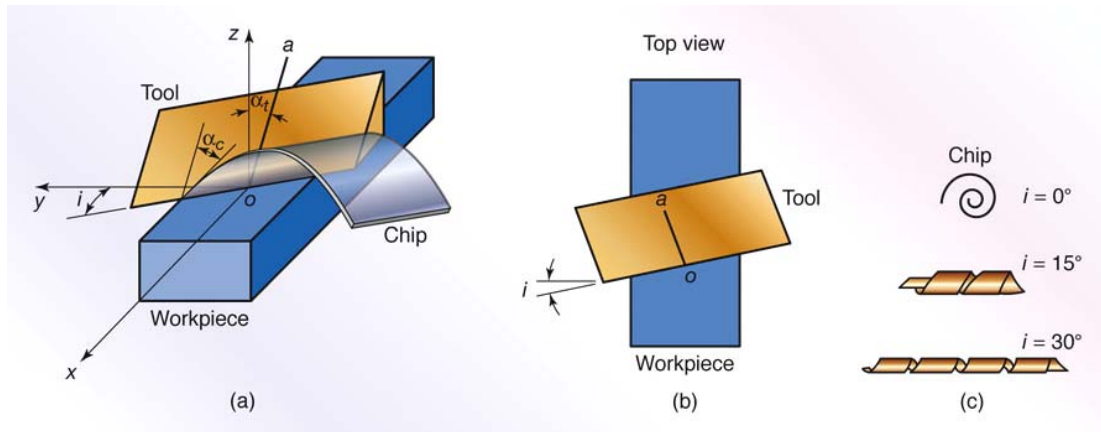 z
a
Tool
αt
αc
i
y
o
Chip
Workpiece
x
(a)
Top view
a
Tool
i
o
Workpiece
(b)
Chip
i = 0°
i = 15°
i = 30°
(c)